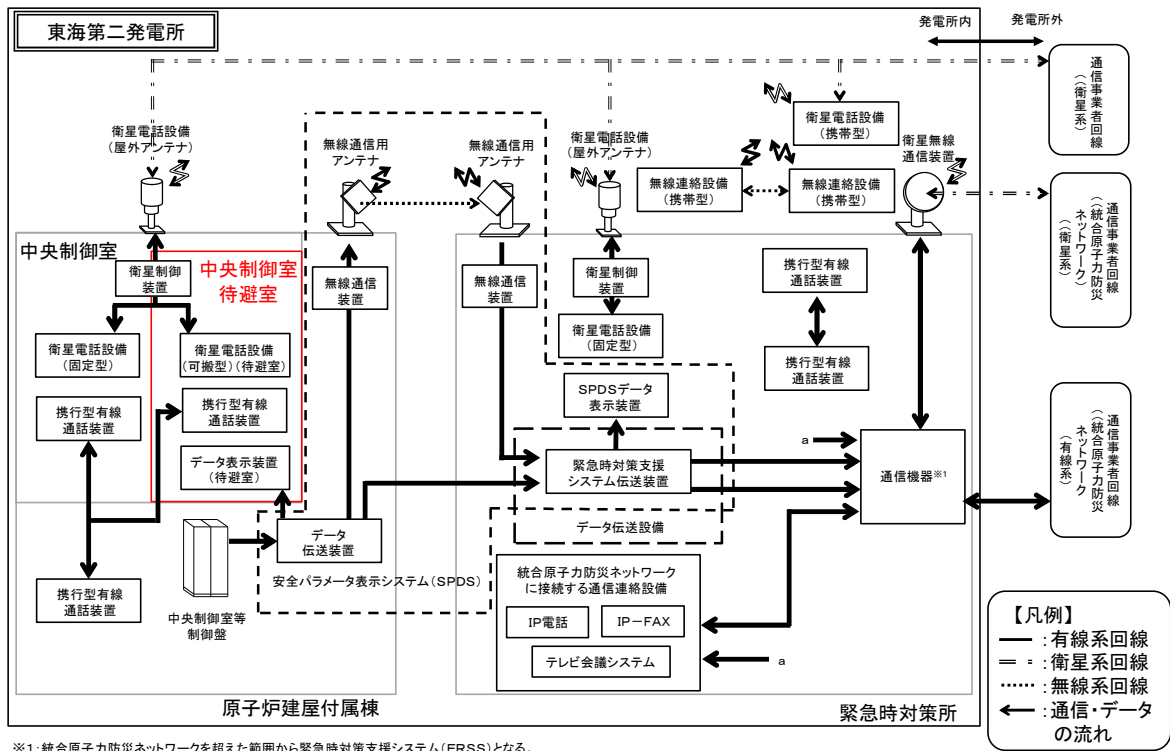 東海第二発電所
発電所内
発電所外
通信事業者回線
(（衛星系）
衛星電話設備
(屋外アンテナ)
無線通信用
アンテナ
無線通信用
アンテナ
衛星電話設備
(屋外アンテナ)
衛星電話設備
(携帯型)
衛星無線
通信装置
無線連絡設備
(携帯型)
無線連絡設備
(携帯型)
通信事業者回線
(（統合原子力防災
ネットワーク）
(衛星系)
中央制御室
中央制御室
待避室
衛星制御
装置
無線通信
装置
無線通信
装置
衛星制御
装置
携行型有線
通話装置
衛星電話設備
(固定型)
衛星電話設備
(可搬型)(待避室)
衛星電話設備
(固定型)
携行型有線
通話装置
SPDSデータ
表示装置
携行型有線
通話装置
携行型有線
通話装置
通信事業者回線
(（統合原子力防災
ネットワーク
(有線系)
a
データ表示装置
(待避室)
緊急時対策支援
システム伝送装置
通信機器※1
データ伝送設備
データ
伝送装置
安全パラメータ表示システム(SPDS)
携行型有線
通話装置
中央制御室等
制御盤
統合原子力防災ネットワーク
に接続する通信連絡設備
IP電話
IP－FAX
テレビ会議システム
a
原子炉建屋付属棟
緊急時対策所
【凡例】
：有線系回線
：衛星系回線
：無線系回線
：通信・データ
の流れ
※1：統合原子力防災ネットワークを超えた範囲から緊急時対策支援システム(ERSS)となる。